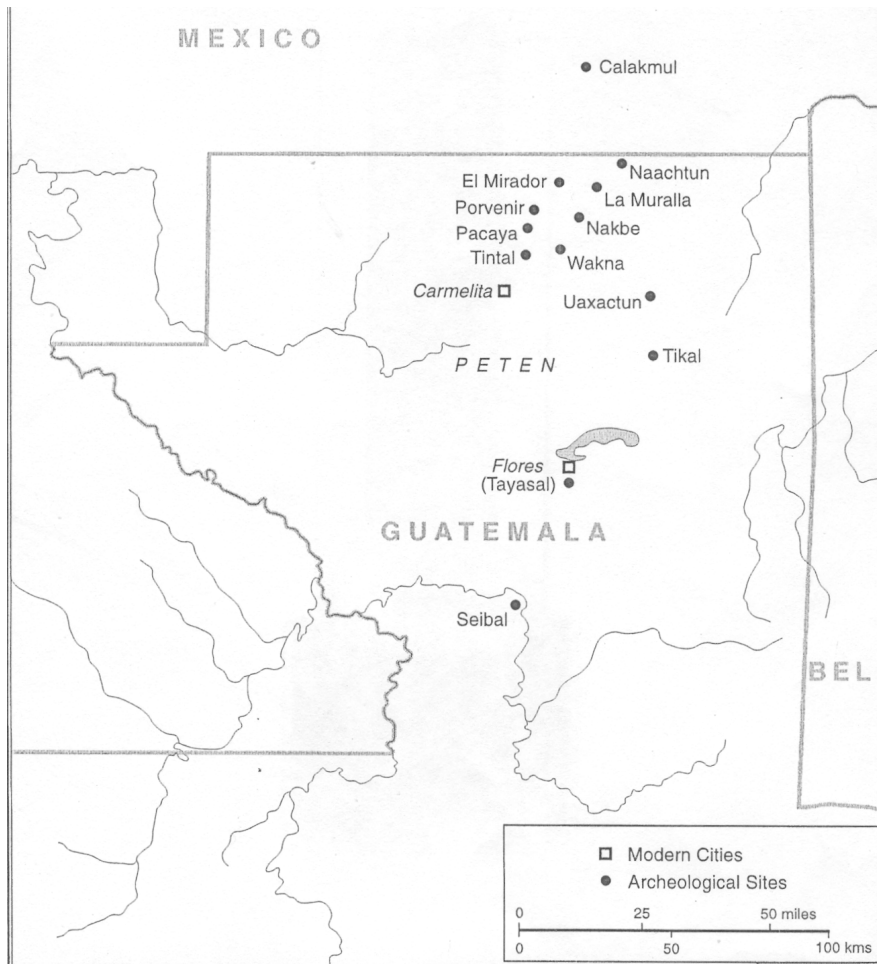 MEXICO
Calakmul
Naachtun
El Mirador
La Muralla
Porvenir
Nakbe
Pacaya
Tintal
Wakna
Carmelita
Uaxactun
PETEN
Tikal
Flores
(Tayasal)
GUATEMALA
Seibal
BEL
Modern Cities
Archeological Sites
0 25 50 miles
0 50 100 kms